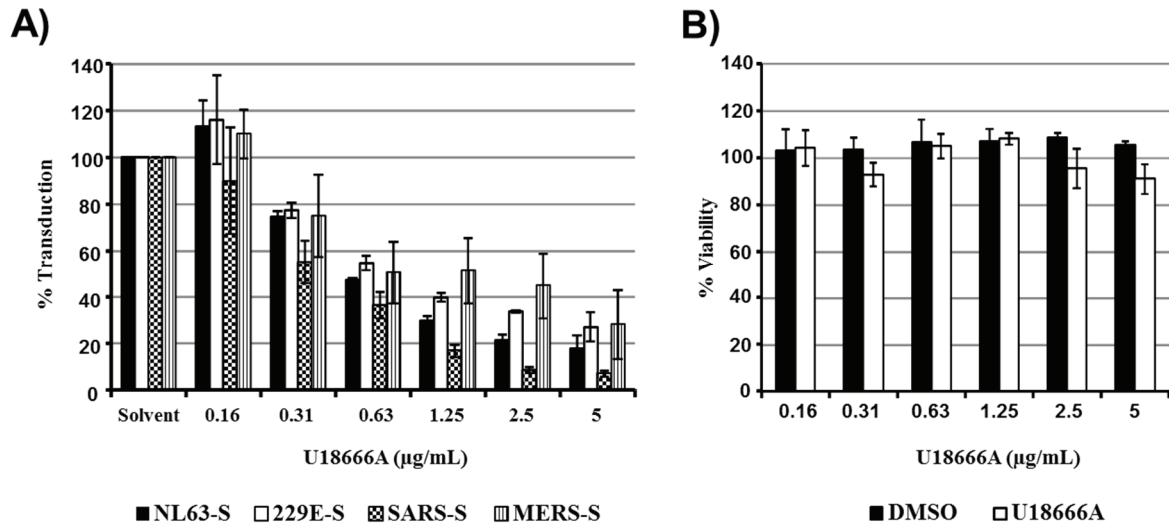 A)
140
120
100
80
60
40
20
0
% Transduction
Solvent 0.16 0.31 0.63 1.25 2.5 5
U18666A (µg/mL)
NL63-S 229E-S SARS-S MERS-S
B)
140
120
100
80
60
40
20
0
% Viability
0.16 0.31 0.63 1.25 2.5 5
U18666A (µg/mL)
DMSO U18666A